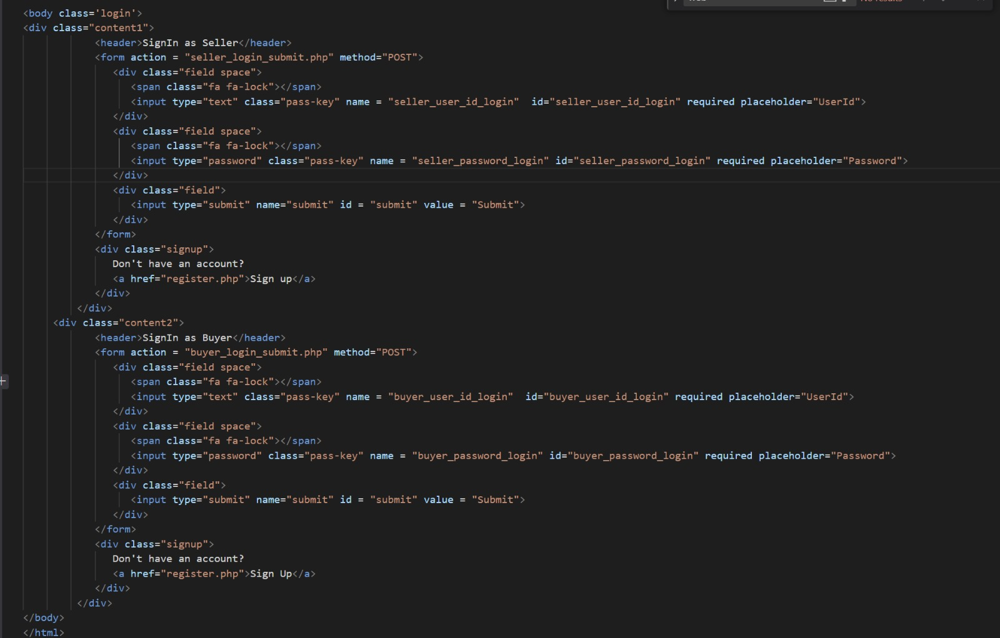 No results
<body class='login'>
<div class="content1">
<header>SignIn as Seller</header>
<form action = "seller_login_submit.php" method="POST">
<div class="field space">
<span class="fa fa-lock"></span>
<input type="text" class="pass-key" name = "seller_user_id_login"  id="seller_user_id_login" required placeholder="UserId">
</div>
<div class="field space">
<span class="fa fa-lock"></span>
<input type="password" class="pass-key" name = "seller_password_login" id="seller_password_login" required placeholder="Password">
</div>
<div class="field">
<input type="submit" name="submit" id = "submit" value = "Submit">
</div>
</form>
<div class="signup">
Don't have an account?
<a href="register.php">Sign up</a>
</div>
</div>
<div class="content2">
<header>SignIn as Buyer</header>
<form action = "buyer_login_submit.php" method="POST">
<div class="field space">
<span class="fa fa-lock"></span>
<input type="text" class="pass-key" name = "buyer_user_id_login"  id="buyer_user_id_login" required placeholder="UserId">
</div>
<div class="field space">
<span class="fa fa-lock"></span>
<input type="password" class="pass-key" name = "buyer_password_login" id="buyer_password_login" required placeholder="Password">
</div>
<div class="field">
<input type="submit" name="submit" id = "submit" value = "Submit">
</div>
</form>
<div class="signup">
Don't have an account?
<a href="register.php">Sign Up</a>
</div>
</div>
</body>
</html>